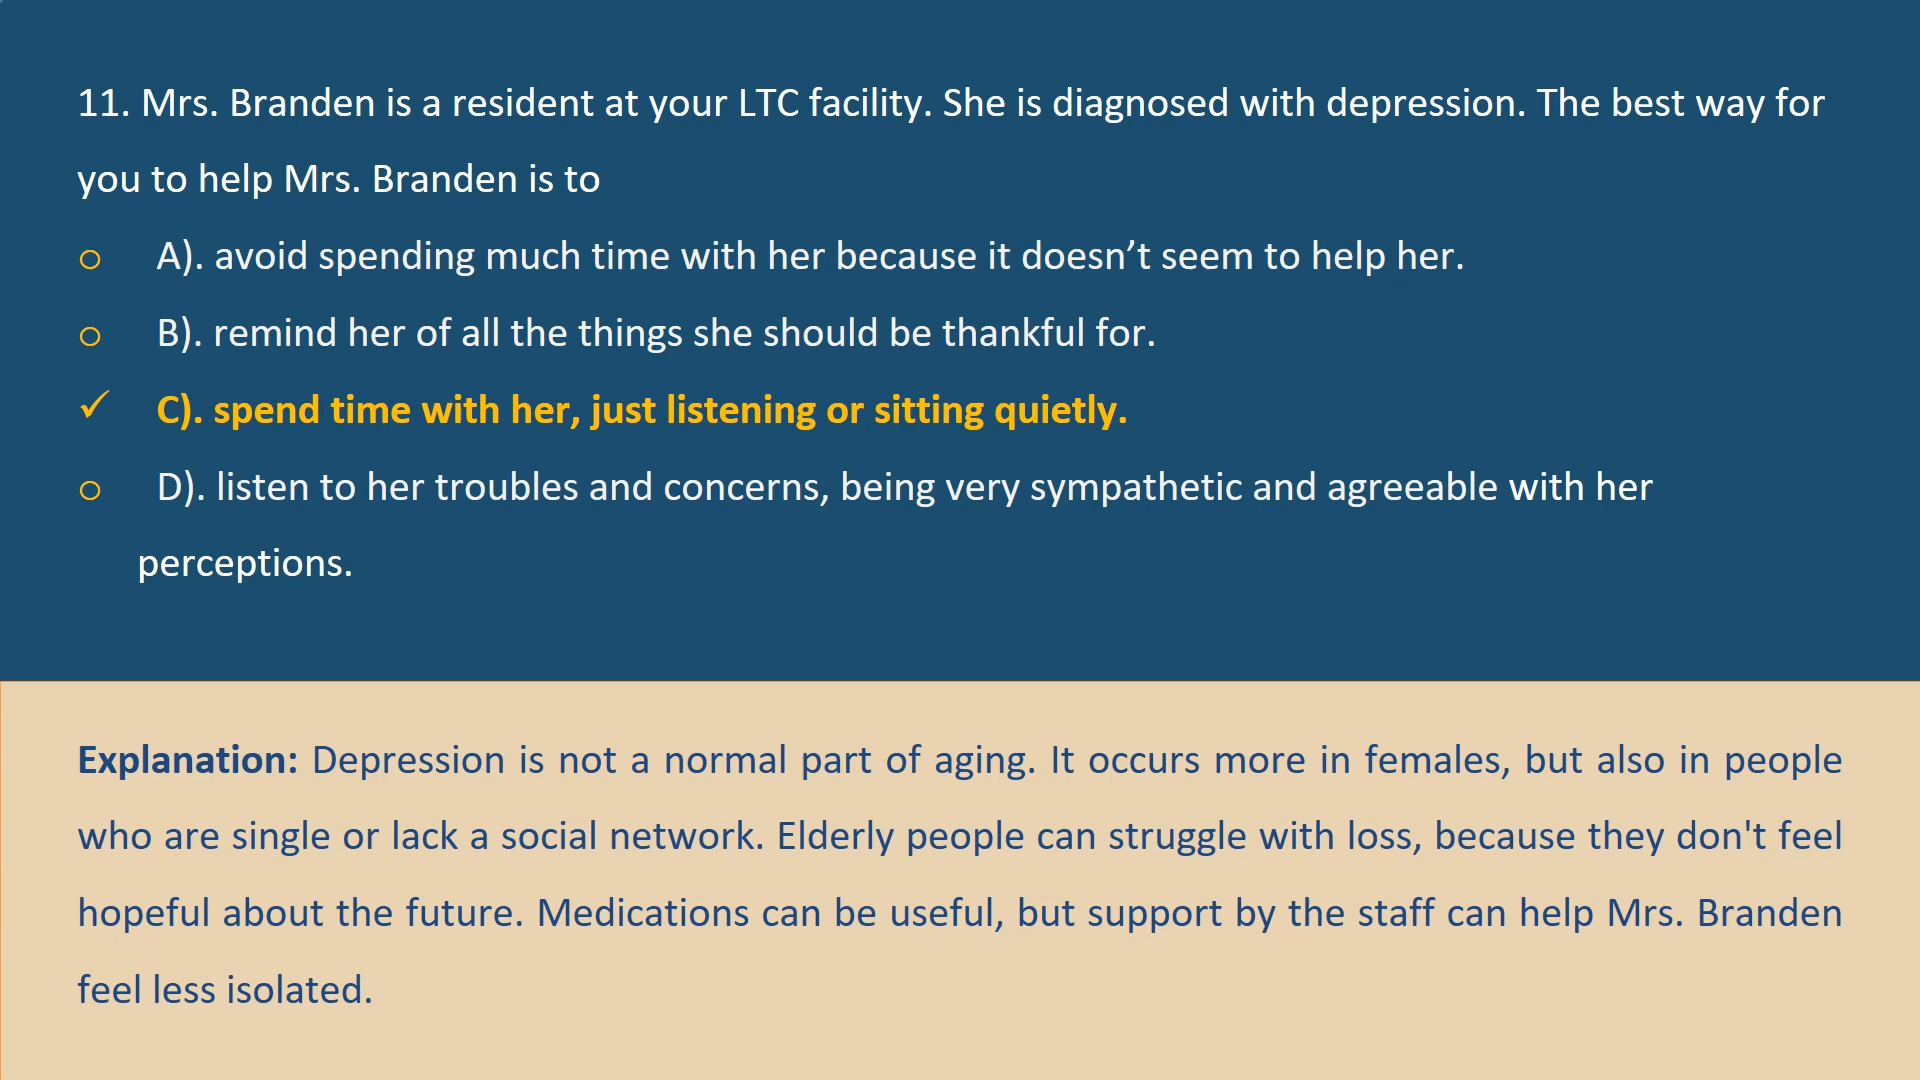 11. Mrs. Branden is a resident at your LTC facility. She is diagnosed with depression. The best way for
you to help Mrs. Branden is to
o A). avoid spending much time with her because it doesn’t seem to help her.
o B). remind her of all the things she should be thankful for.
✓ C). spend time with her, just listening or sitting quietly.
o D). listen to her troubles and concerns, being very sympathetic and agreeable with her
perceptions.
Explanation: Depression is not a normal part of aging. It occurs more in females, but also in people
who are single or lack a social network. Elderly people can struggle with loss, because they don't feel
hopeful about the future. Medications can be useful, but support by the staff can help Mrs. Branden
feel less isolated.